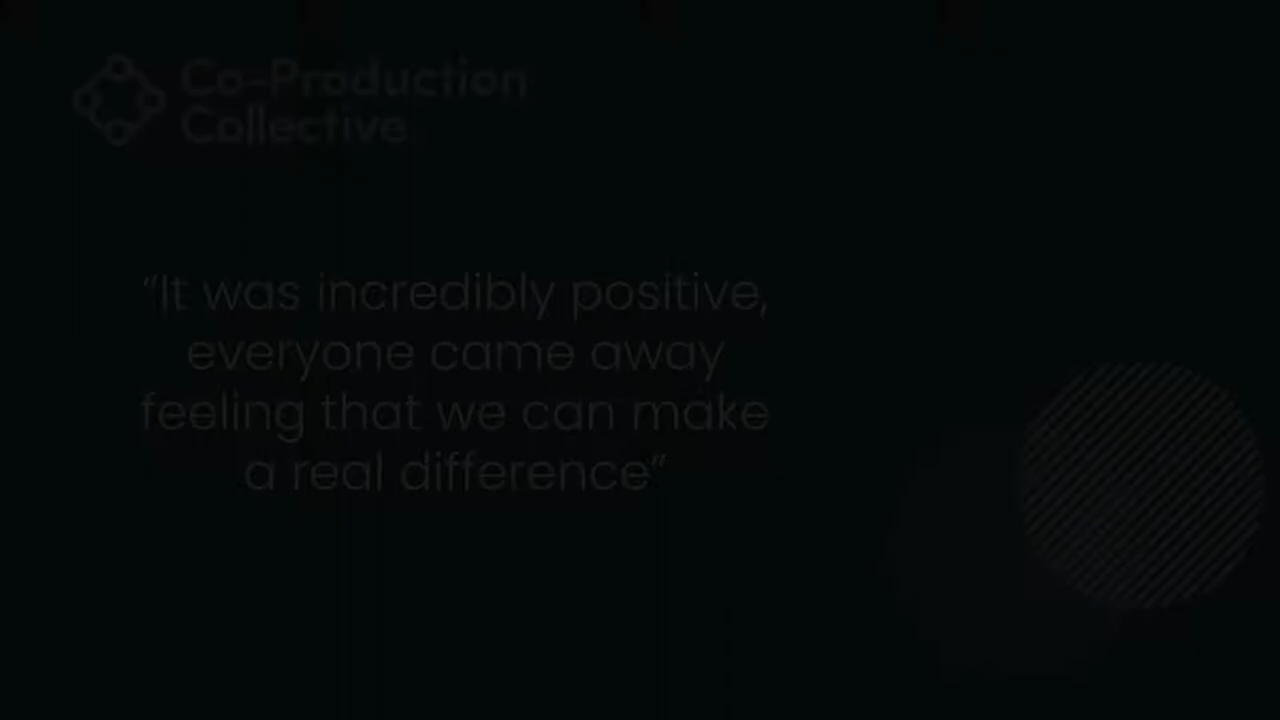 Co-Production
Collective
“It was incredibly positive,
everyone came away
feeling that we can make
a real difference”